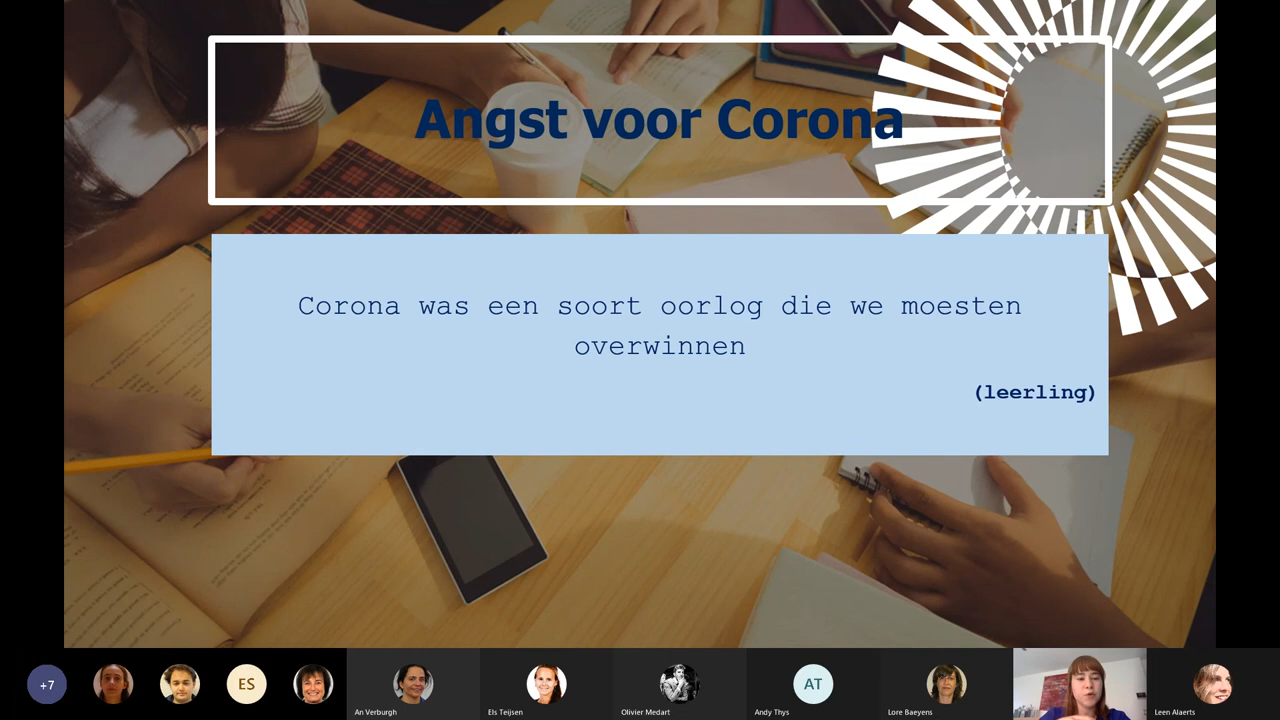 Angst voor Corona
Corona was een soort oorlog die we moesten
overwinnen
(leerling)
+7
ES
An Verburgh
Els Teijsen
Olivier Medart
AT
Andy Thys
Lore Baeyens
Leen Alaerts